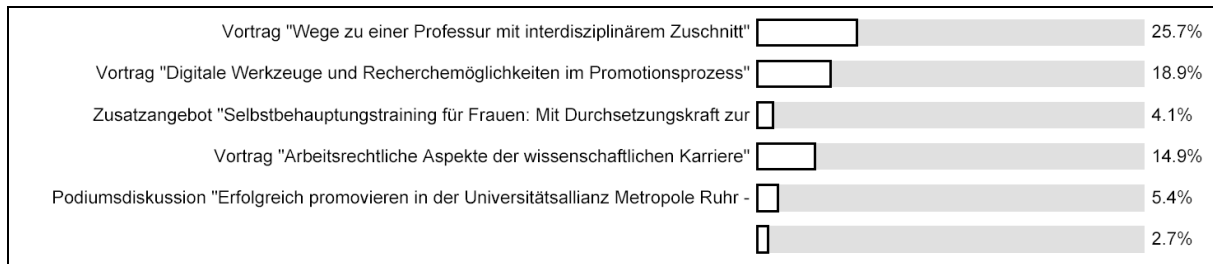 Vortrag "Wege zu einer Professur mit interdisziplinärem Zuschnitt" 25.7%
Vortrag "Digitale Werkzeuge und Recherchemöglichkeiten im Promotionsprozess" 18.9%
Zusatzangebot "Selbstbehauptungstraining für Frauen: Mit Durchsetzungskraft zur 4.1%
Vortrag "Arbeitsrechtliche Aspekte der wissenschaftlichen Karriere" 14.9%
Podiumsdiskussion "Erfolgreich promovieren in der Universitätsallianz Metropole Ruhr - 5.4%
2.7%